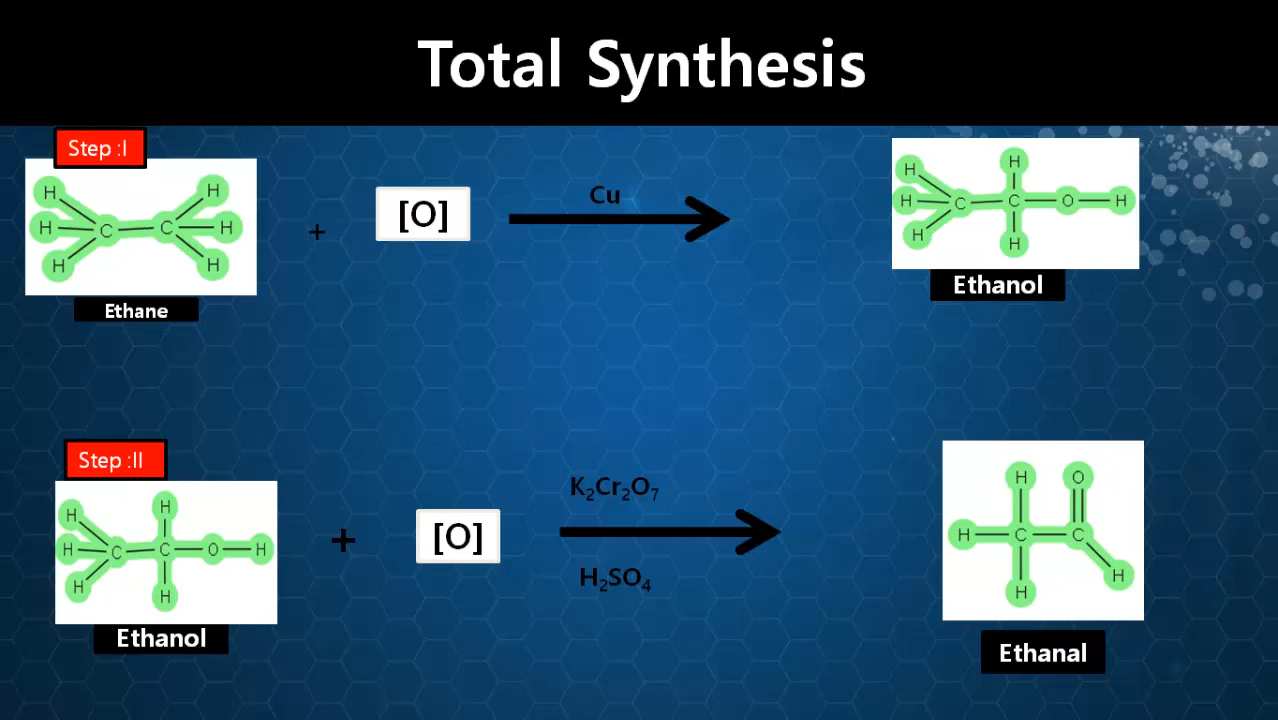 Total Synthesis
Step :I
H H
H C C H
H H
Ethane
+
[O]
Cu
H H
H C C O H
H H
Ethanol
Step :II
H H
H C C O H
H H
Ethanol
+
[O]
K₂Cr₂O₇
H₂SO₄
H O
H C C
H H
Ethanal